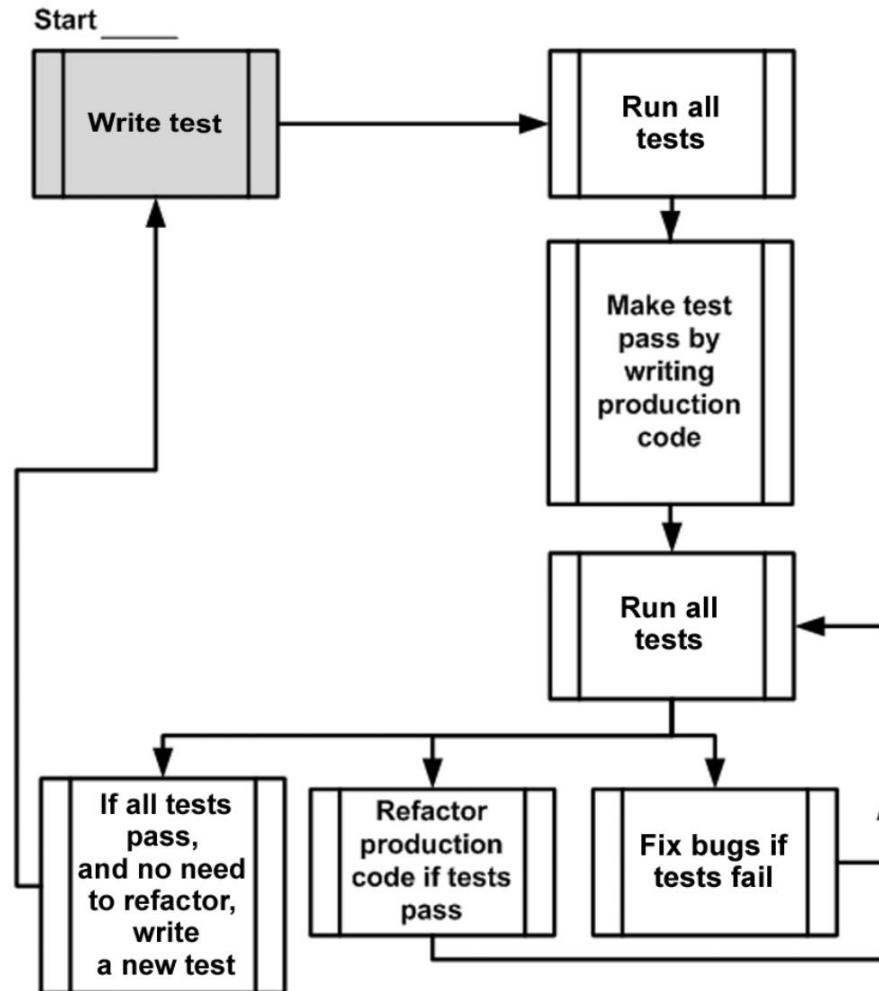 Start
Write test
Run all
tests
Make test
pass by
writing
production
code
Run all
tests
If all tests
pass,
and no need
to refactor,
write
a new test
Refactor
production
code if tests
pass
Fix bugs if
tests fail